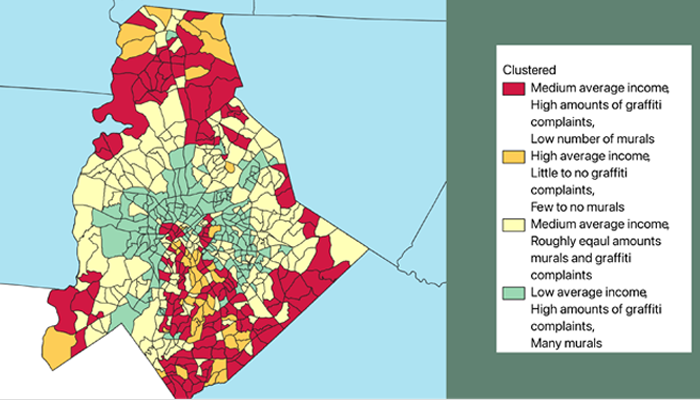 Clustered
Medium average income,
High amounts of graffiti
complaints,
Low number of murals
High average income,
Little to no graffiti
complaints,
Few to no murals
Medium average income,
Roughly eqaul amounts
murals and graffiti
complaints
Low average income,
High amounts of graffiti
complaints,
Many murals